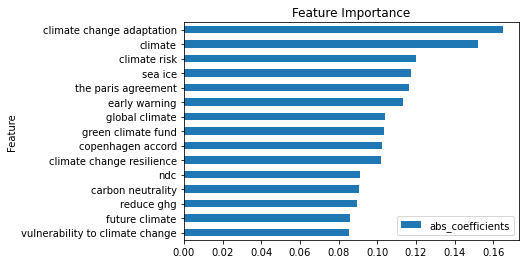 Feature Importance
climate change adaptation
climate
climate risk
sea ice
the paris agreement
early warning
global climate
green climate fund
copenhagen accord
climate change resilience
ndc
carbon neutrality
reduce ghg
future climate
vulnerability to climate change
Feature
abs_coefficients
0.00 0.02 0.04 0.06 0.08 0.10 0.12 0.14 0.16